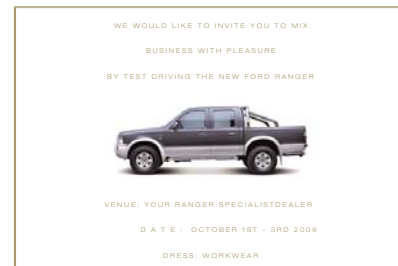 WE WOULD LIKE TO INVITE YOU TO MIX
BUSINESS WITH PLEASURE
BY TEST DRIVING THE NEW FORD RANGER
VENUE: YOUR RANGER SPECIALISTDEALER
DATE: OCTOBER 1ST - 3RD 2006
DRESS: WORKWEAR